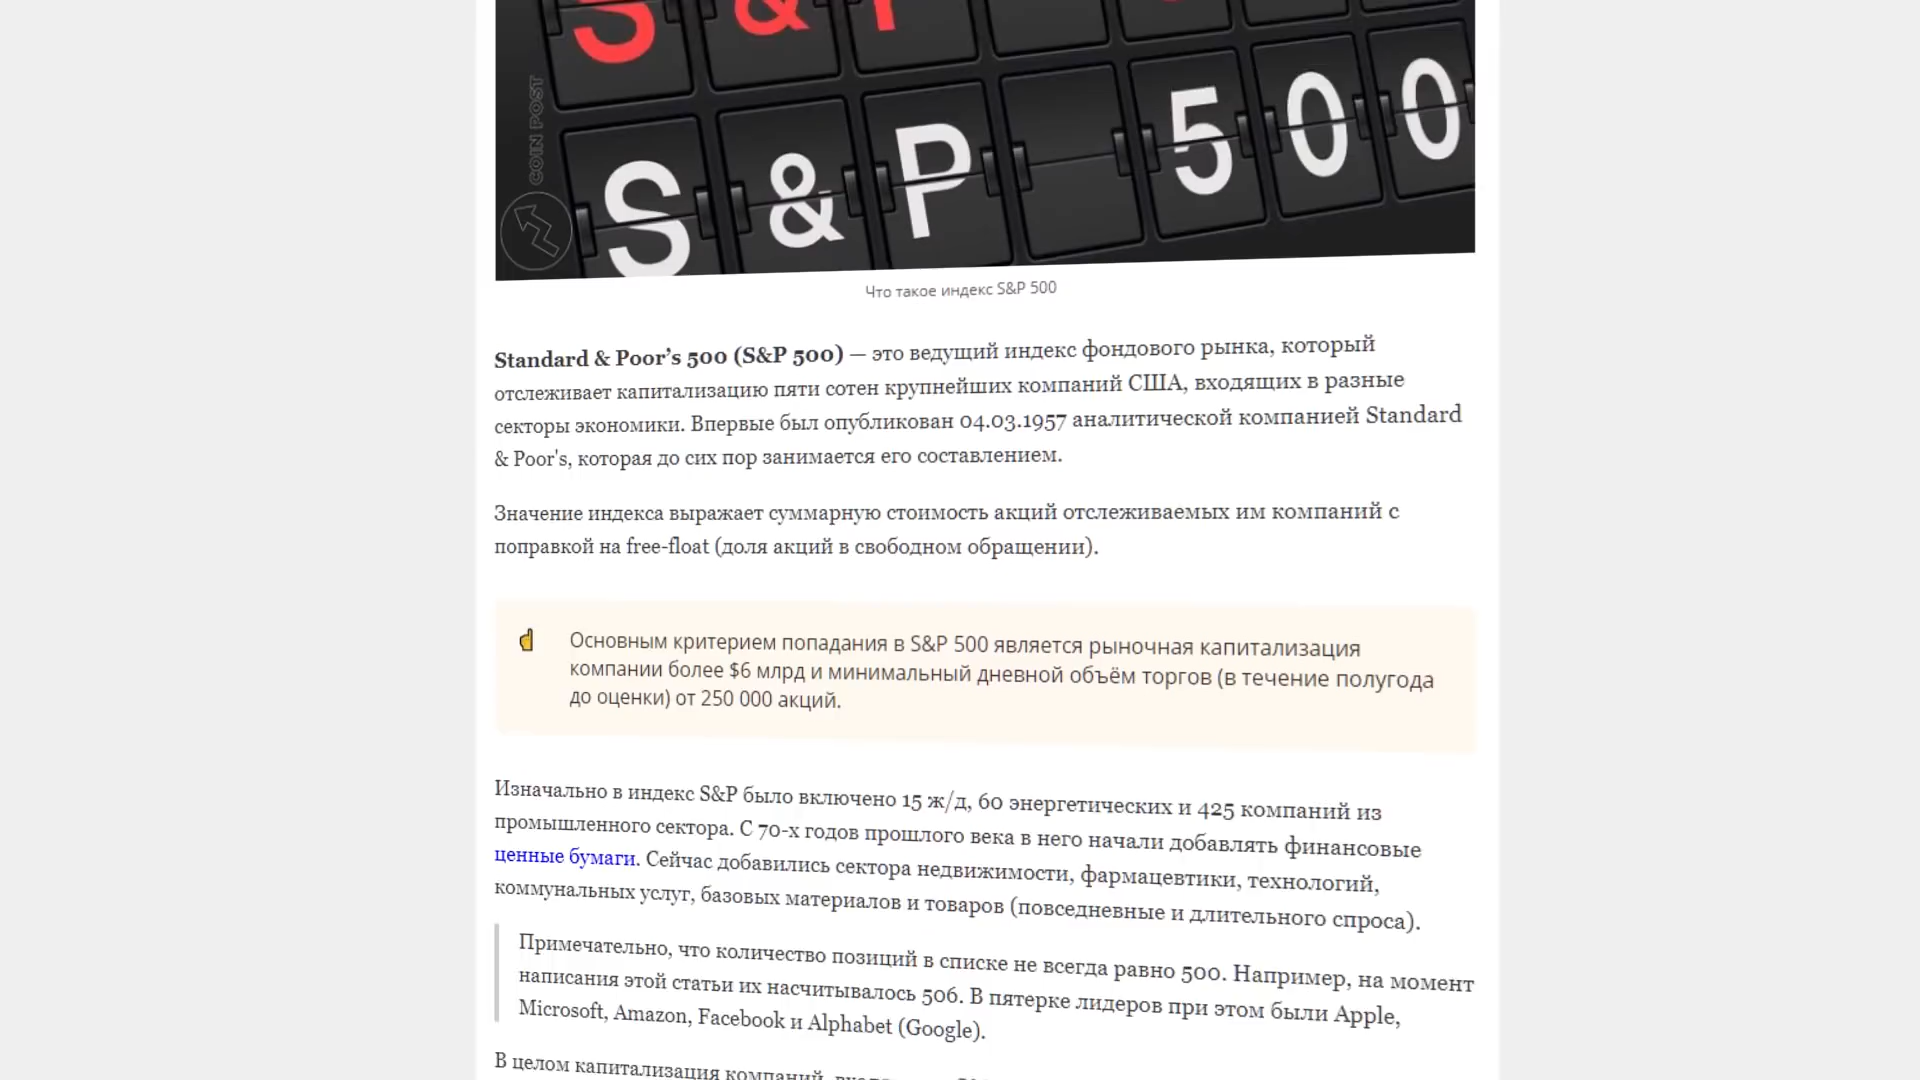 S & P
COIN POST
S & P 500
Что такое индекс S&P 500
Standard & Poor’s 500 (S&P 500) — это ведущий индекс фондового рынка, который
отслеживает капитализацию пяти сотен крупнейших компаний США, входящих в разные
секторы экономики. Впервые был опубликован 04.03.1957 аналитической компанией Standard
& Poor's, которая до сих пор занимается его составлением.
Значение индекса выражает суммарную стоимость акций отслеживаемых им компаний с
поправкой на free-float (доля акций в свободном обращении).
Основным критерием попадания в S&P 500 является рыночная капитализация
компании более $6 млрд и минимальный дневной объём торгов (в течение полугода
до оценки) от 250 000 акций.
Изначально в индекс S&P было включено 15 ж/д, 60 энергетических и 425 компаний из
промышленного сектора. С 70-х годов прошлого века в него начали добавлять финансовые
ценные бумаги. Сейчас добавились сектора недвижимости, фармацевтики, технологий,
коммунальных услуг, базовых материалов и товаров (повседневные и длительного спроса).
Примечательно, что количество позиций в списке не всегда равно 500. Например, на момент
написания этой статьи их насчитывалось 506. В пятерке лидеров при этом были Apple,
Microsoft, Amazon, Facebook и Alphabet (Google).
В целом капитализация компаний,